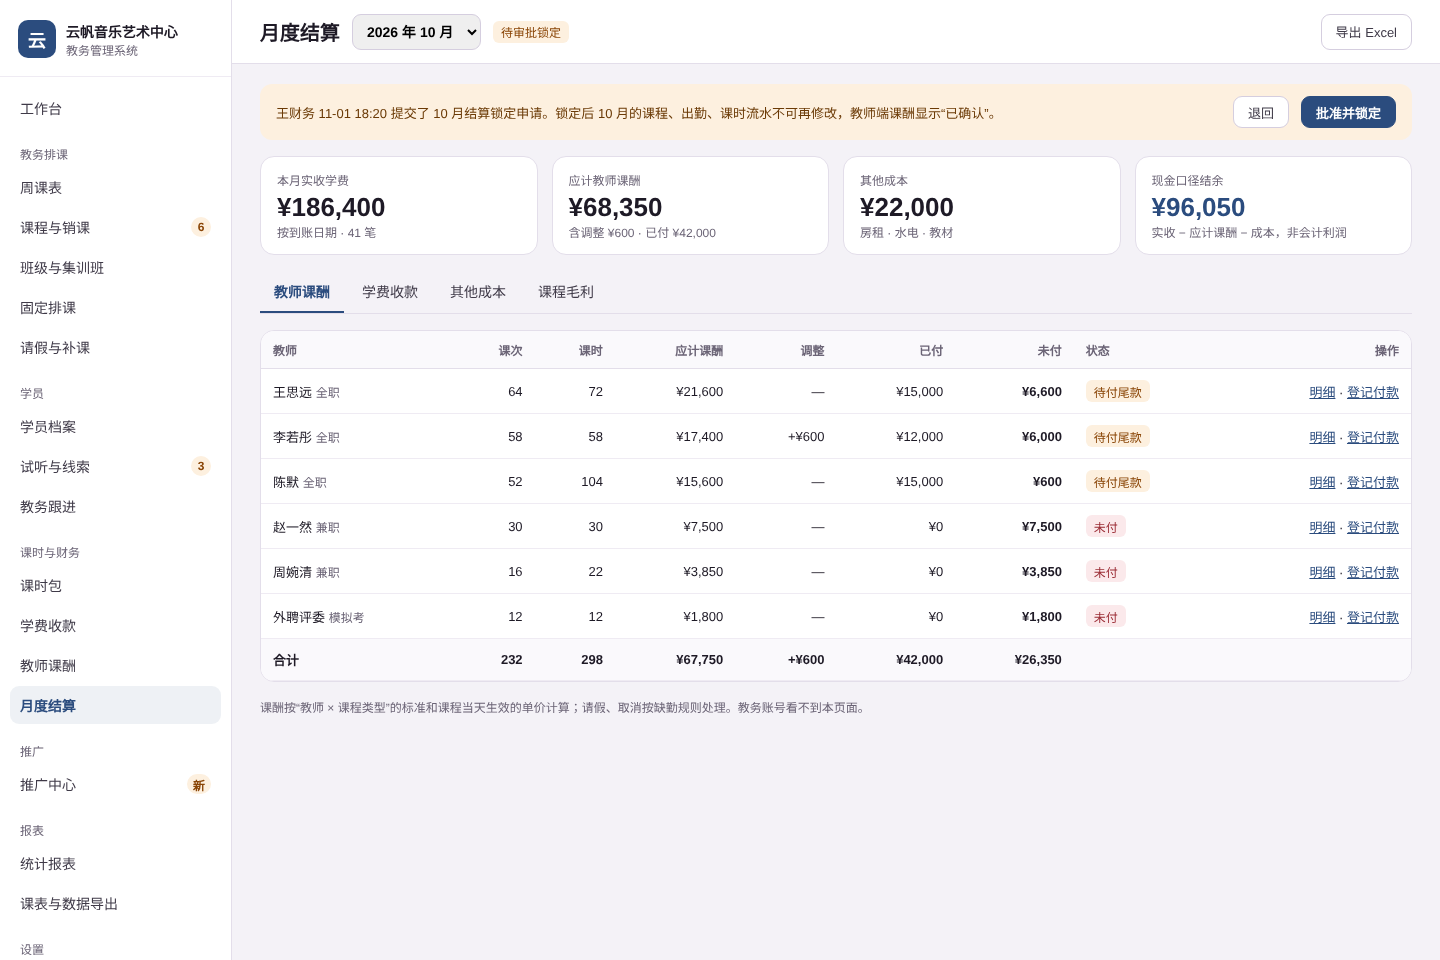 云
云帆音乐艺术中心
教务管理系统
工作台
教务排课
周课表
课程与销课 6
班级与集训班
固定排课
请假与补课
学员
学员档案
试听与线索 3
教务跟进
课时与财务
课时包
学费收款
教师课酬
月度结算
推广
推广中心 新
报表
统计报表
课表与数据导出
设置
月度结算 2026 年 10 月 待审批锁定 导出 Excel
王财务 11-01 18:20 提交了 10 月结算锁定申请。锁定后 10 月的课程、出勤、课时流水不可再修改，教师端课酬显示“已确认”。 退回 批准并锁定
本月实收学费
¥186,400
按到账日期 · 41 笔
应计教师课酬
¥68,350
含调整 ¥600 · 已付 ¥42,000
其他成本
¥22,000
房租 · 水电 · 教材
现金口径结余
¥96,050
实收 − 应计课酬 − 成本，非会计利润
教师课酬 学费收款 其他成本 课程毛利
教师 课次 课时 应计课酬 调整 已付 未付 状态 操作
王思远 全职 64 72 ¥21,600 — ¥15,000 ¥6,600 待付尾款 明细 · 登记付款
李若彤 全职 58 58 ¥17,400 +¥600 ¥12,000 ¥6,000 待付尾款 明细 · 登记付款
陈默 全职 52 104 ¥15,600 — ¥15,000 ¥600 待付尾款 明细 · 登记付款
赵一然 兼职 30 30 ¥7,500 — ¥0 ¥7,500 未付 明细 · 登记付款
周婉清 兼职 16 22 ¥3,850 — ¥0 ¥3,850 未付 明细 · 登记付款
外聘评委 模拟考 12 12 ¥1,800 — ¥0 ¥1,800 未付 明细 · 登记付款
合计 232 298 ¥67,750 +¥600 ¥42,000 ¥26,350
课酬按“教师 × 课程类型”的标准和课程当天生效的单价计算；请假、取消按缺勤规则处理。教务账号看不到本页面。